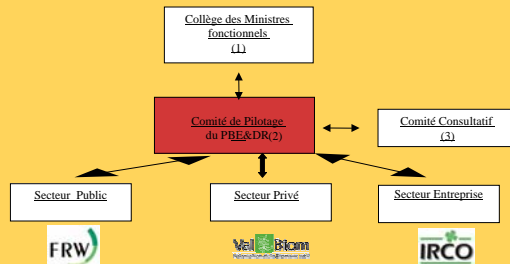 Collège des Ministres
fonctionnels
(1)
Comité de Pilotage
du PBE&DR(2)
Comité Consultatif
(3)
Secteur Public
Secteur Privé
Secteur Entreprise
FRW
ValBiom
IRCO